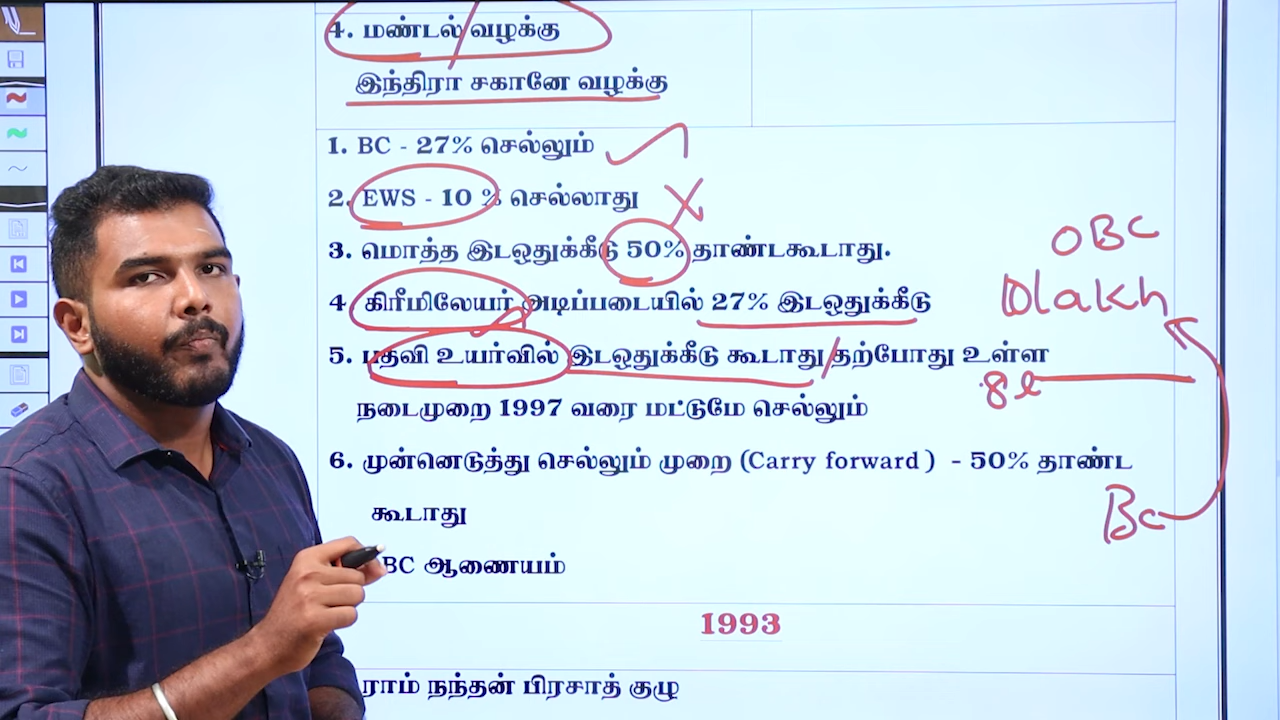 4. மண்டல் வழக்கு
இந்திரா சகானே வழக்கு
1. BC - 27% செல்லும்
2. EWS - 10 % செல்லாது
3. மொத்த இடஒதுக்கீடு 50% தாண்டகூடாது.
4 கிரீமிலேயர் அடிப்படையில் 27% இடஒதுக்கீடு
5. பதவி உயர்வில் இடஒதுக்கீடு கூடாது தற்போது உள்ள
நடைமுறை 1997 வரை மட்டுமே செல்லும்
6. முன்னெடுத்து செல்லும் முறை (Carry forward ) - 50% தாண்ட
கூடாது
BC ஆணையம்
1993
ராம் நந்தன் பிரசாத் குழு
OBC
lakh
8l
Bc